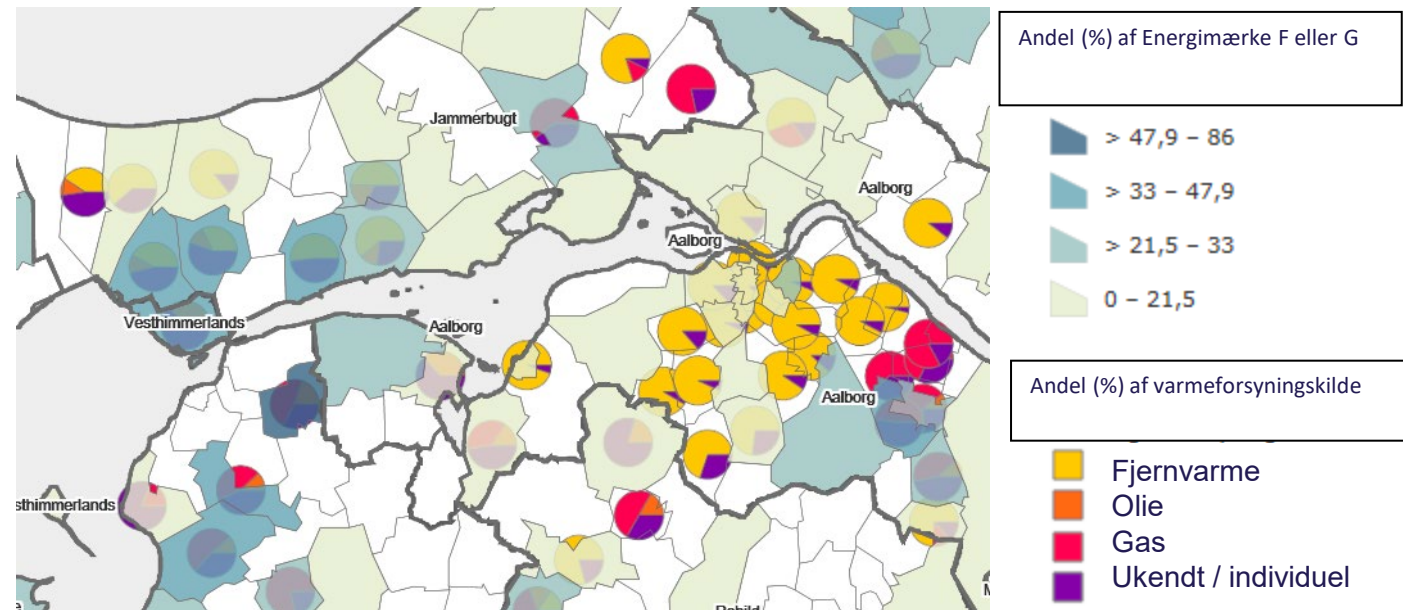 Jammerbugt
Aalborg
Aalborg
Vesthimmerlands
Aalborg
Aalborg
sthimmerlands
Andel (%) af Energimærke F eller G
> 47,9 – 86
> 33 – 47,9
> 21,5 – 33
0 – 21,5
Andel (%) af varmeforsyningskilde
Fjernvarme
Olie
Gas
Ukendt / individuel